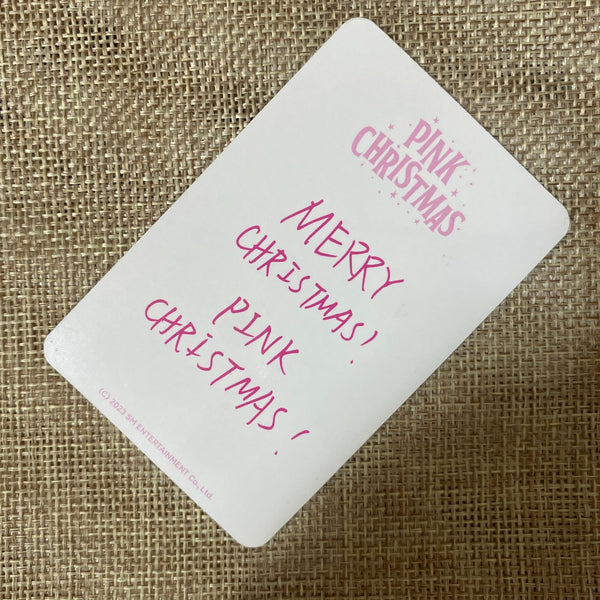 PINK
CHRISTMAS
MERRY
CHRISTMAS!
PINK
CHRISTMAS!
(C) 2023 SM ENTERTAINMENT Co., Ltd.